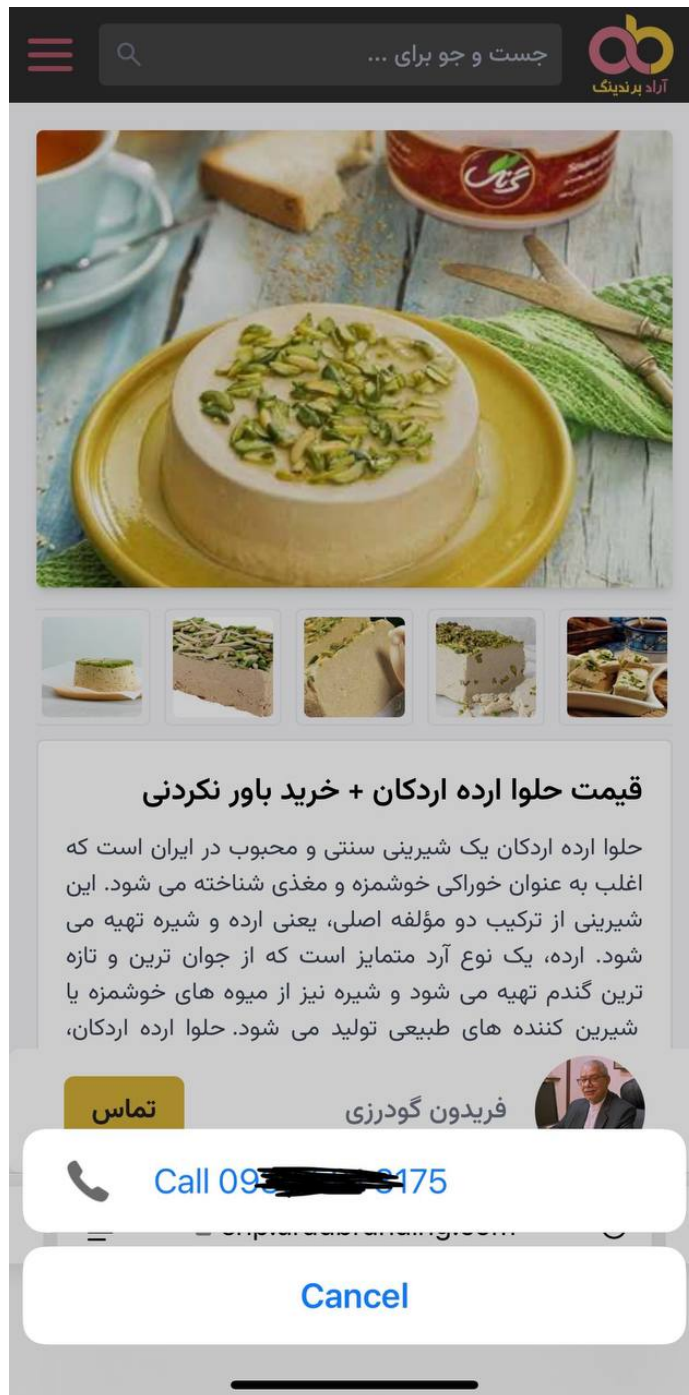 جست و جو برای ...
آراد برندینگ
قیمت حلوا ارده اردکان + خرید باور نکردنی
حلوا ارده اردکان یک شیرینی سنتی و محبوب در ایران است که
اغلب به عنوان خوراکی خوشمزه و مغذی شناخته می شود. این
شیرینی از ترکیب دو مؤلفه اصلی، یعنی ارده و شیره تهیه می
شود. ارده، یک نوع آرد متمایز است که از جوان ترین و تازه
ترین گندم تهیه می شود و شیره نیز از میوه های خوشمزه یا
شیرین کننده های طبیعی تولید می شود. حلوا ارده اردکان،
فریدون گودرزی
تماس
Call 09 175
Cancel